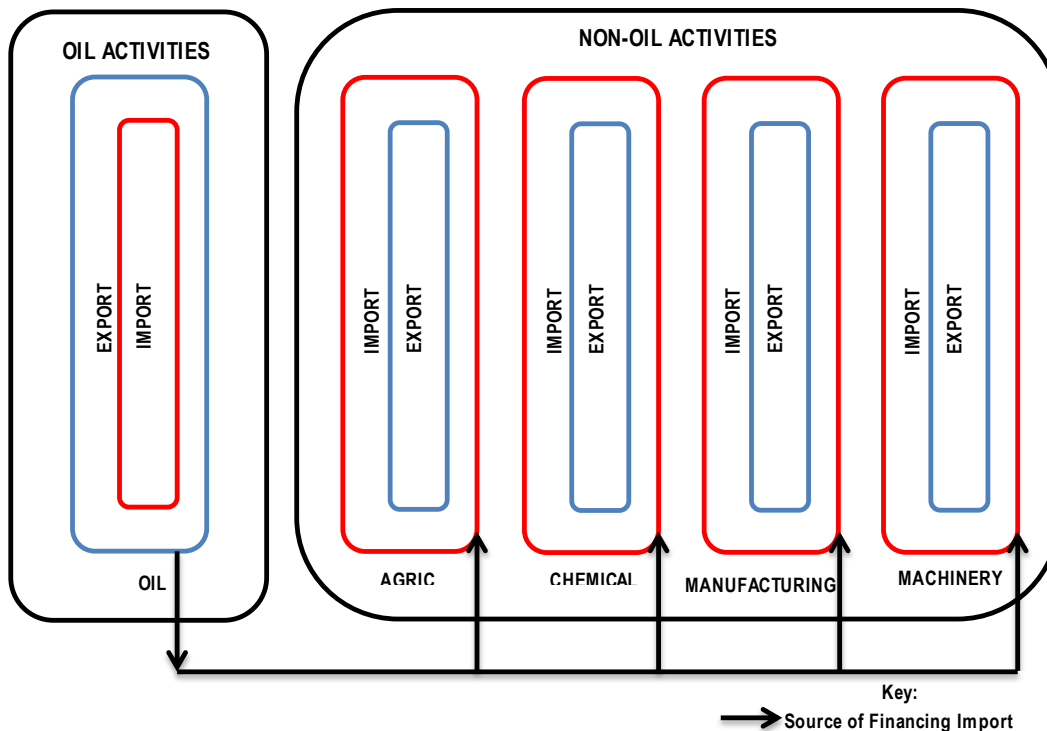 OIL ACTIVITIES
NON-OIL ACTIVITIES
EXPORT
IMPORT
IMPORT
EXPORT
IMPORT
EXPORT
IMPORT
EXPORT
IMPORT
EXPORT
OIL
AGRIC
CHEMICAL
MANUFACTURING
MACHINERY
Key:
Source of Financing Import